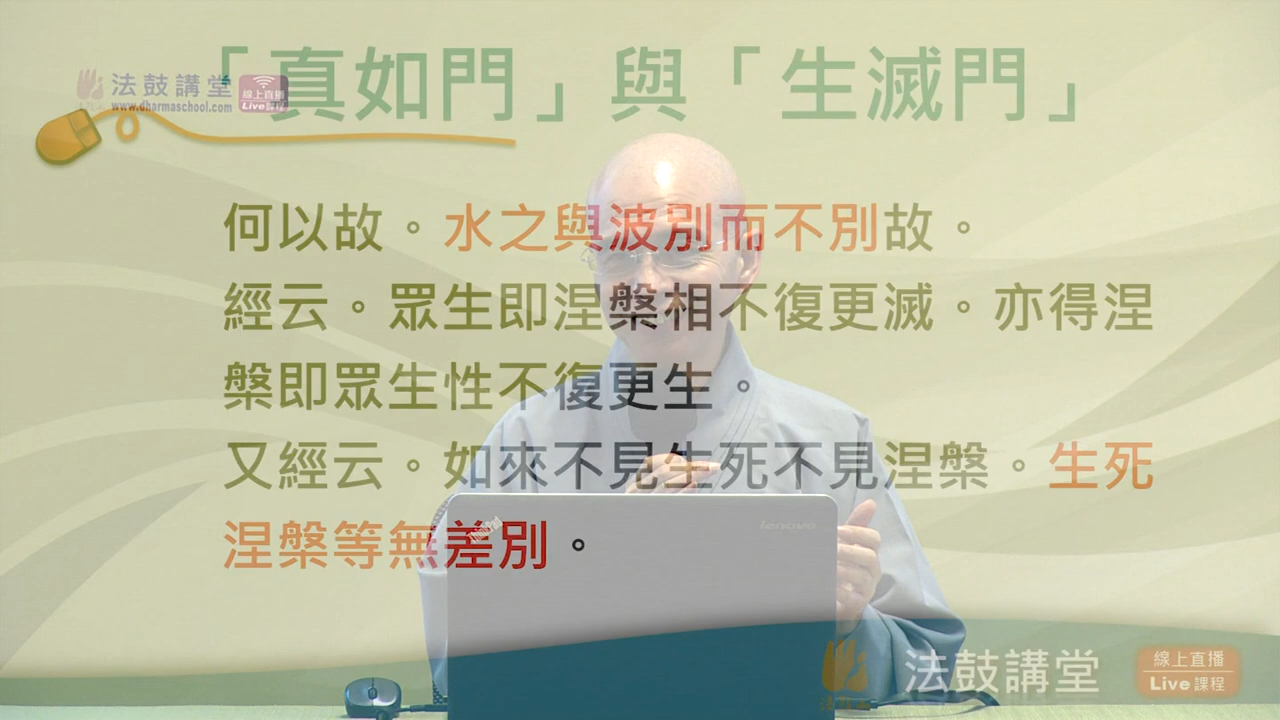 「真如門」與「生滅門」
法鼓講堂
www.dharmaschool.com
線上直播
Live課程
何以故。水之與波別而不別故。
經云。眾生即涅槃相不復更滅。亦得涅
槃即眾生性不復更生。
又經云。如來不見生死不見涅槃。生死
涅槃等無差別。
ThinkPad
lenovo
法鼓講堂
線上直播
Live 課程